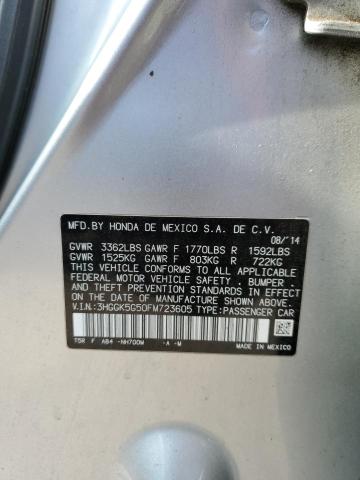 MFD.BY HONDA DE MEXICO S.A. DE C.V.
08/'14
GVWR 3362LBS GAWR F 1770LBS R 1592LBS
GVWR 1525KG GAWR F 803KG R 722KG
THIS VEHICLE CONFORMS TO ALL APPLICABLE
FEDERAL MOTOR VEHICLE SAFETY, BUMPER ,
AND THEFT PREVENTION STANDARDS IN EFFECT
ON THE DATE OF MANUFACTURE SHOWN ABOVE.
V.I.N.:3HGGK5G50FM723605 TYPE:PASSENGER CAR
T5R F AB4 -NH700M -A -M
MADE IN MEXICO